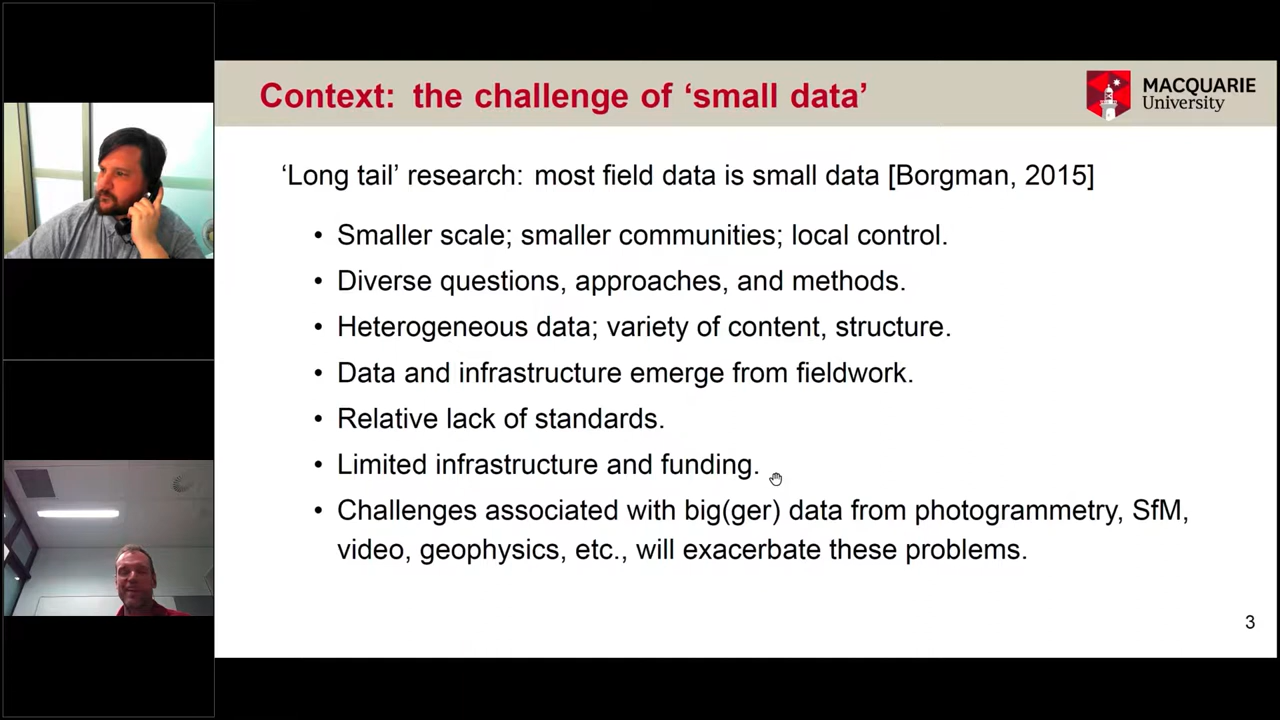 Context: the challenge of ‘small data’
MACQUARIE
University
‘Long tail’ research: most field data is small data [Borgman, 2015]
• Smaller scale; smaller communities; local control.
• Diverse questions, approaches, and methods.
• Heterogeneous data; variety of content, structure.
• Data and infrastructure emerge from fieldwork.
• Relative lack of standards.
• Limited infrastructure and funding.
• Challenges associated with big(ger) data from photogrammetry, SfM,
video, geophysics, etc., will exacerbate these problems.
3